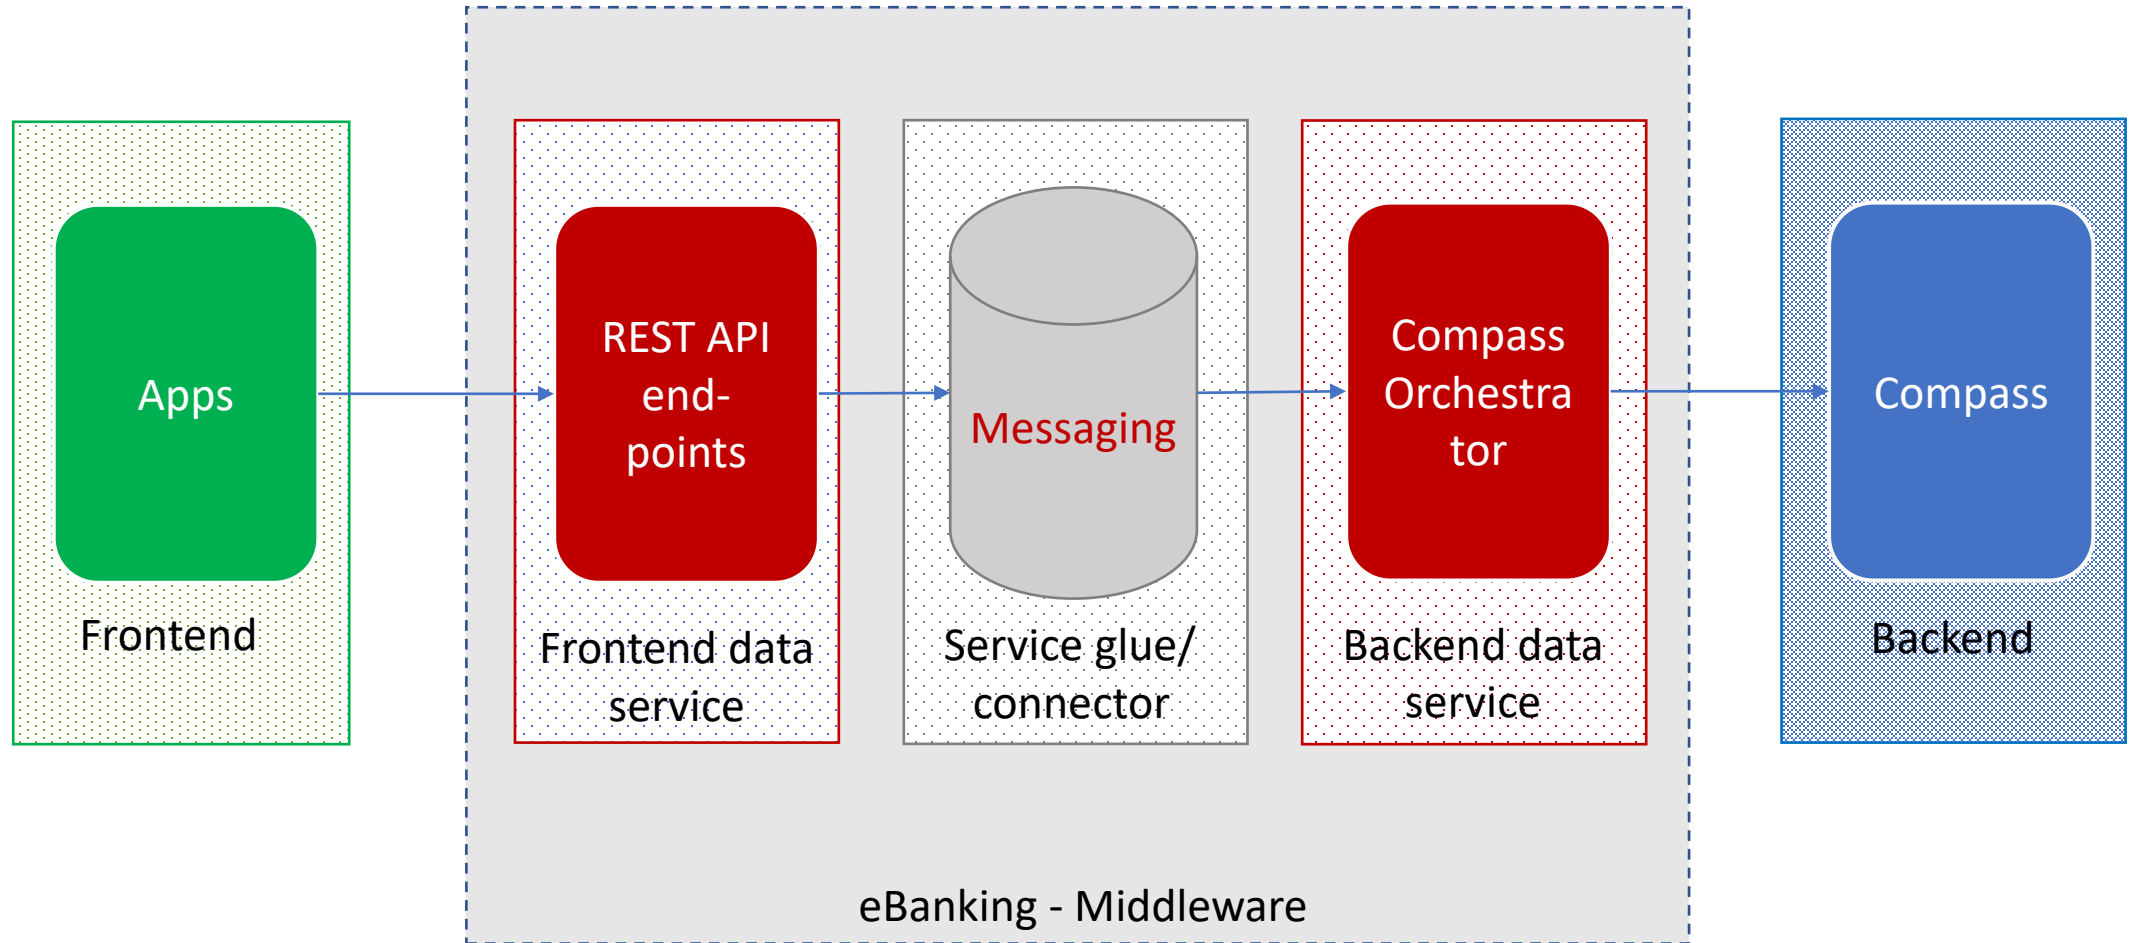 Apps
Frontend
REST API
end-
points
Frontend data
service
Messaging
Service glue/
connector
Compass
Orchestra
tor
Backend data
service
Compass
Backend
eBanking - Middleware